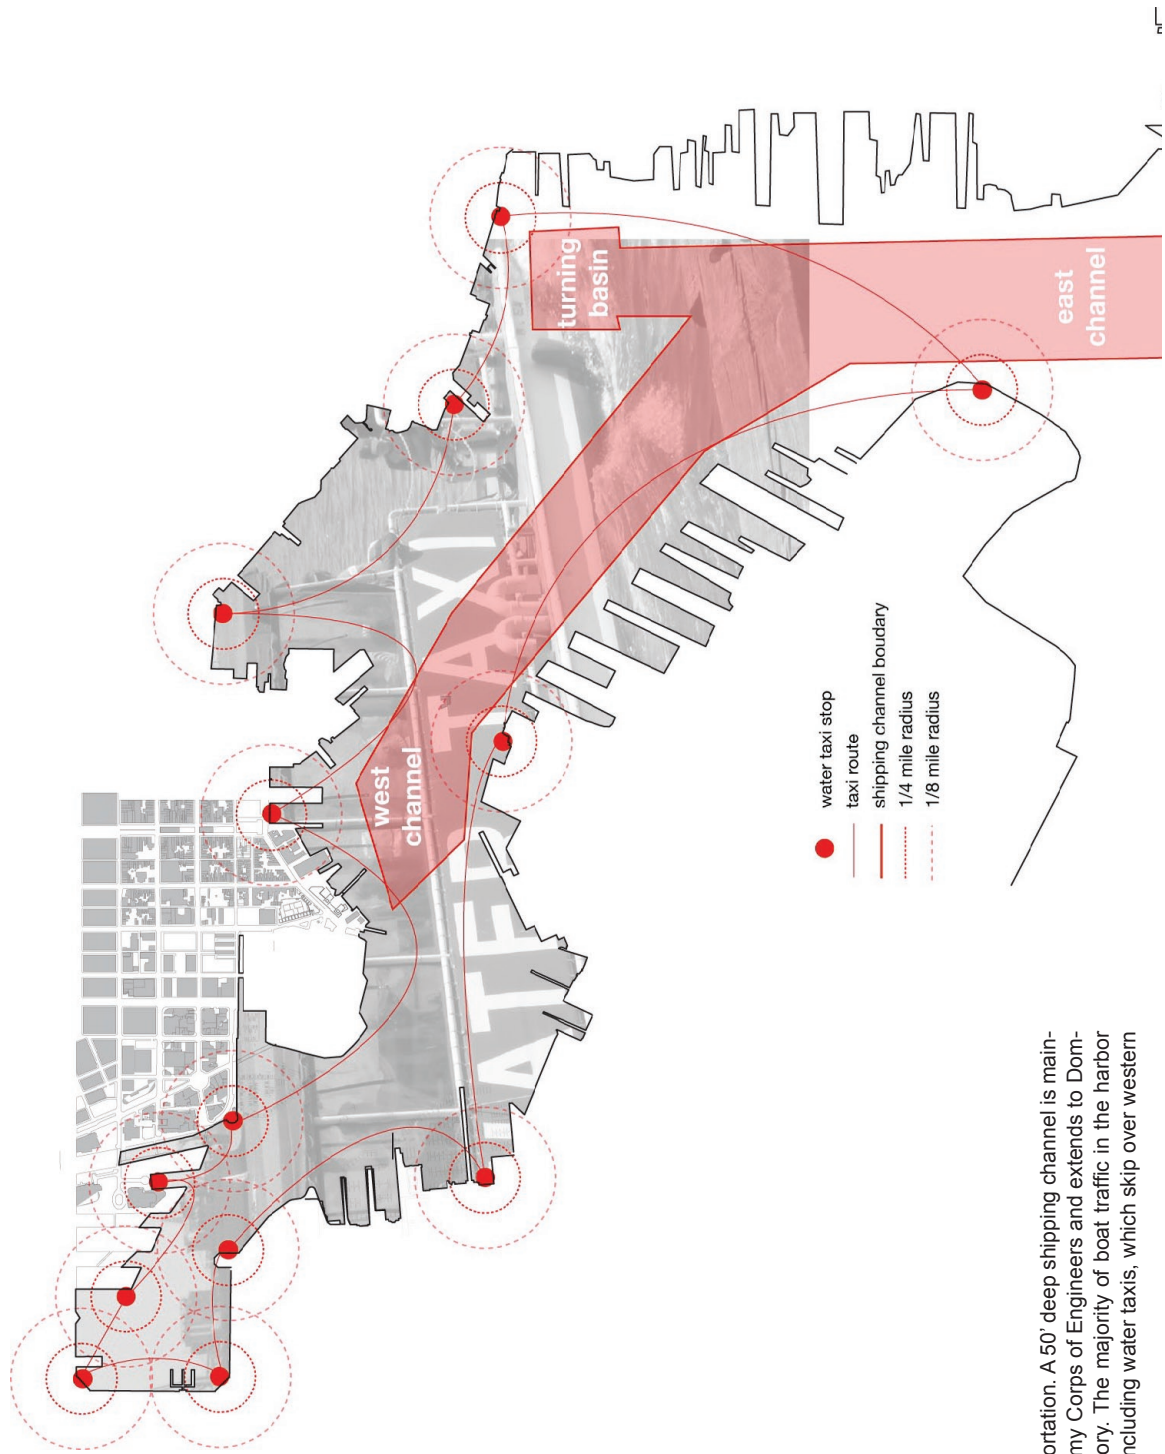 turning
basin
east
channel
west
channel
WATER TAXI
water taxi stop
taxi route
shipping channel boudary
1/4 mile radius
1/8 mile radius
ortation. A 50’ deep shipping channel is main-
my Corps of Engineers and extends to Dom-
ory. The majority of boat traffic in the harbor
ncluding water taxis, which skip over western